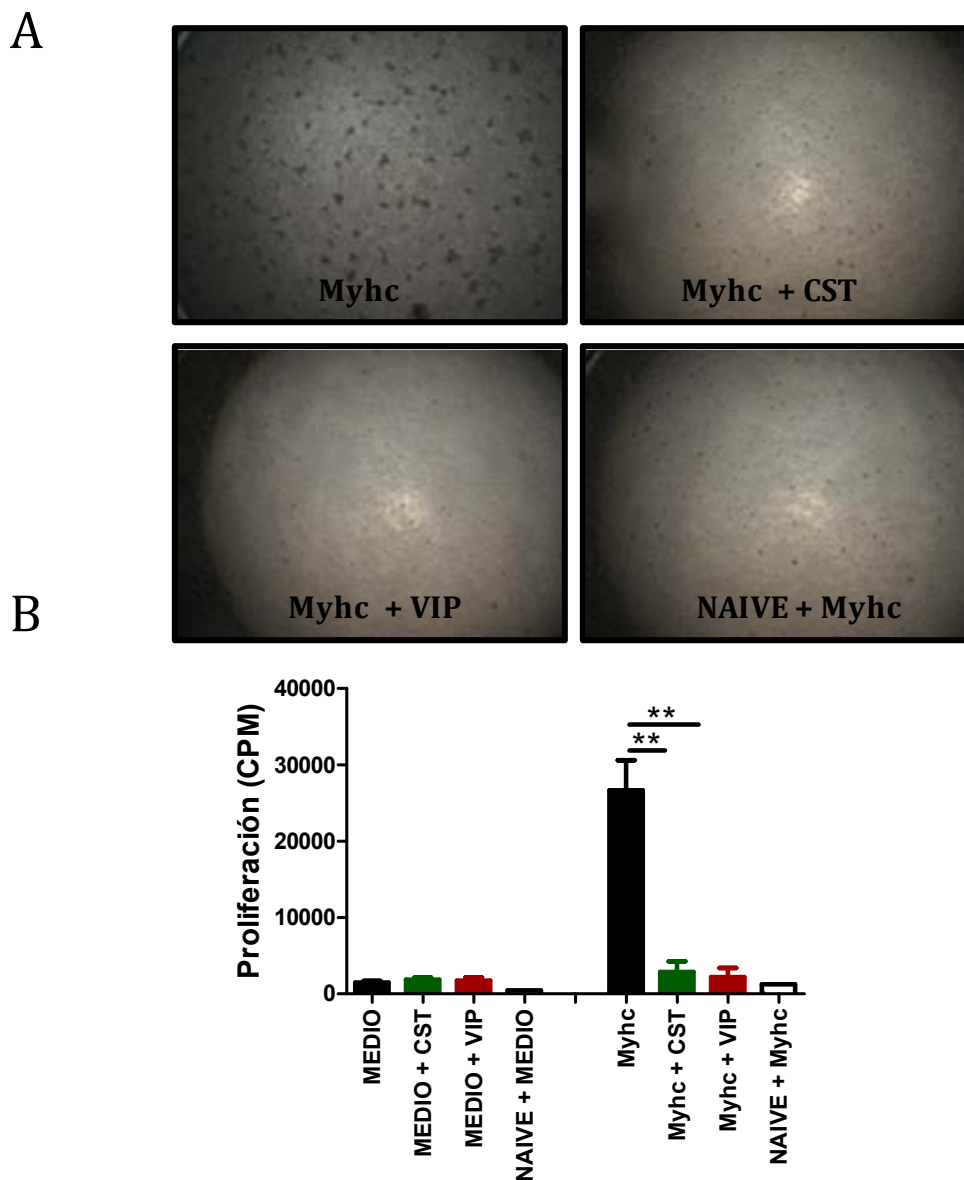 A
Myhc
Myhc + CST
Myhc + VIP
NAIVE + Myhc
B
Proliferación (CPM)
40000
30000
20000
10000
0
**
**
MEDIO
MEDIO + CST
MEDIO + VIP
NAIVE + MEDIO
Myhc
Myhc + CST
Myhc + VIP
NAIVE + Myhc